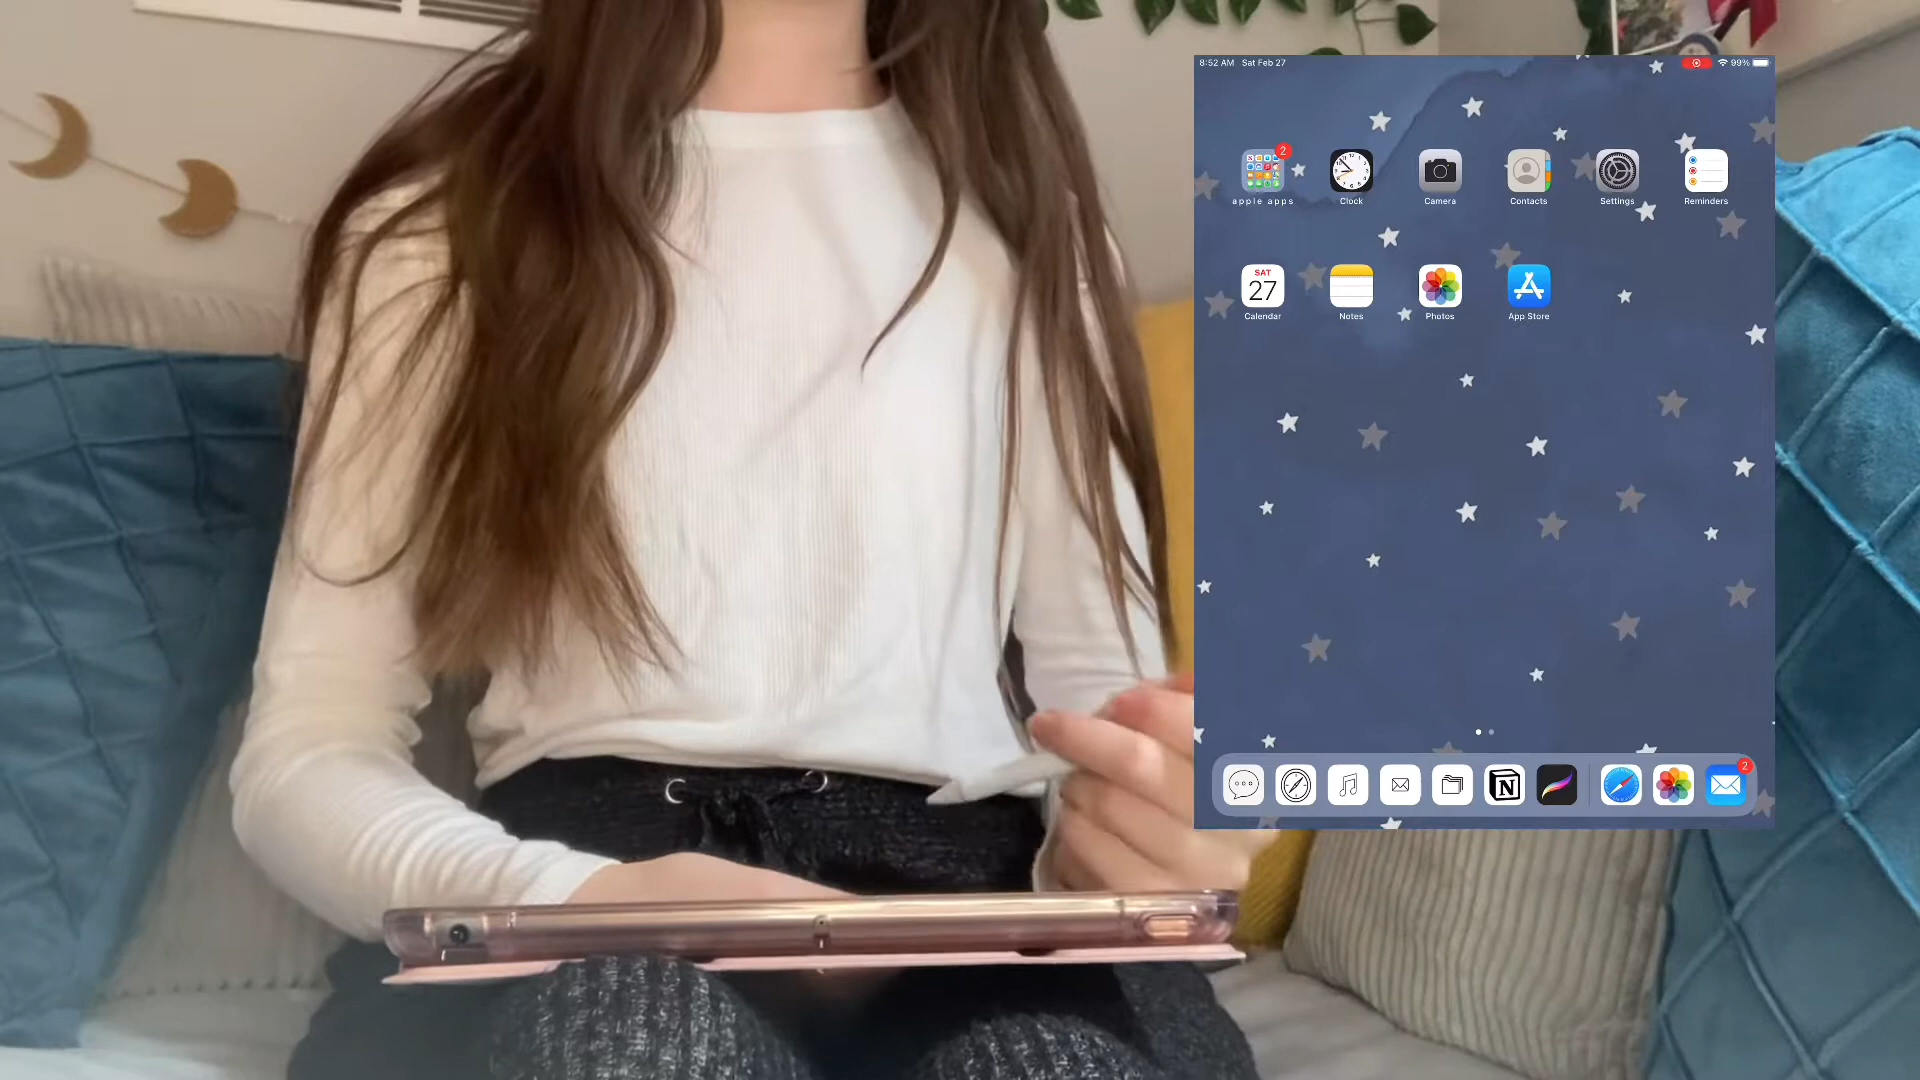 8:52 AM Sat Feb 27
99%
2
apple apps
Clock
Camera
Contacts
Settings
Reminders
SAT
27
Calendar
Notes
Photos
App Store
N
2